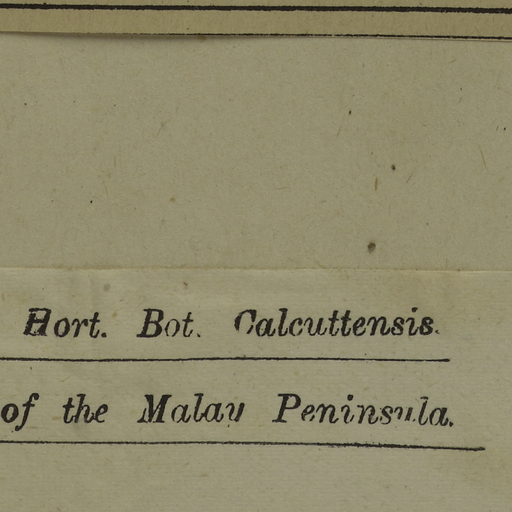 Hort. Bot. Calcuttensis.
of the Malay Peninsula.